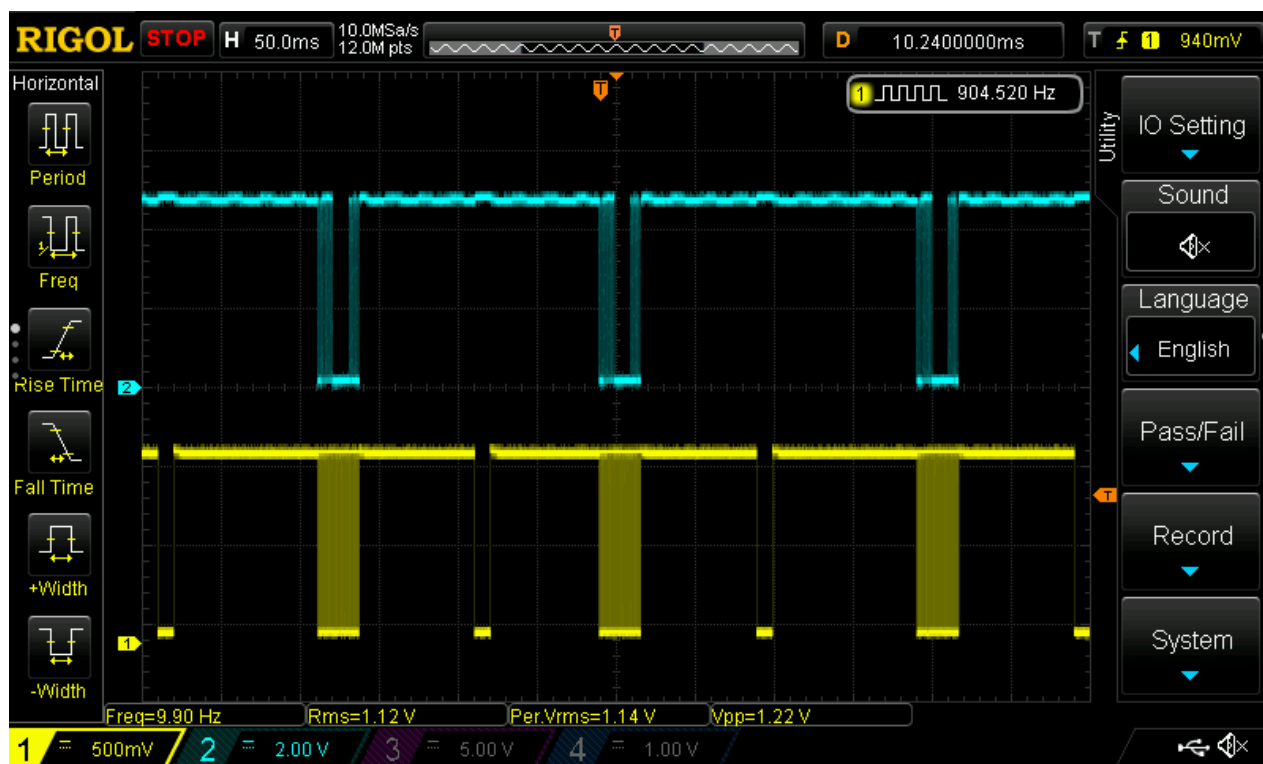 RIGOL STOP H 50.0ms 10.0MSa/s 12.0M pts T D 10.2400000ms T 1 940mV
Horizontal
T
1 904.520 Hz
Period
Freq
Rise Time
Fall Time
+Width
-Width
2
1
T
Utility
IO Setting
Sound
Language
English
Pass/Fail
Record
System
Freq=9.90 Hz Rms=1.12 V Per.Vrms=1.14 V Vpp=1.22 V
1 500mV 2 2.00 V 3 5.00 V 4 1.00 V